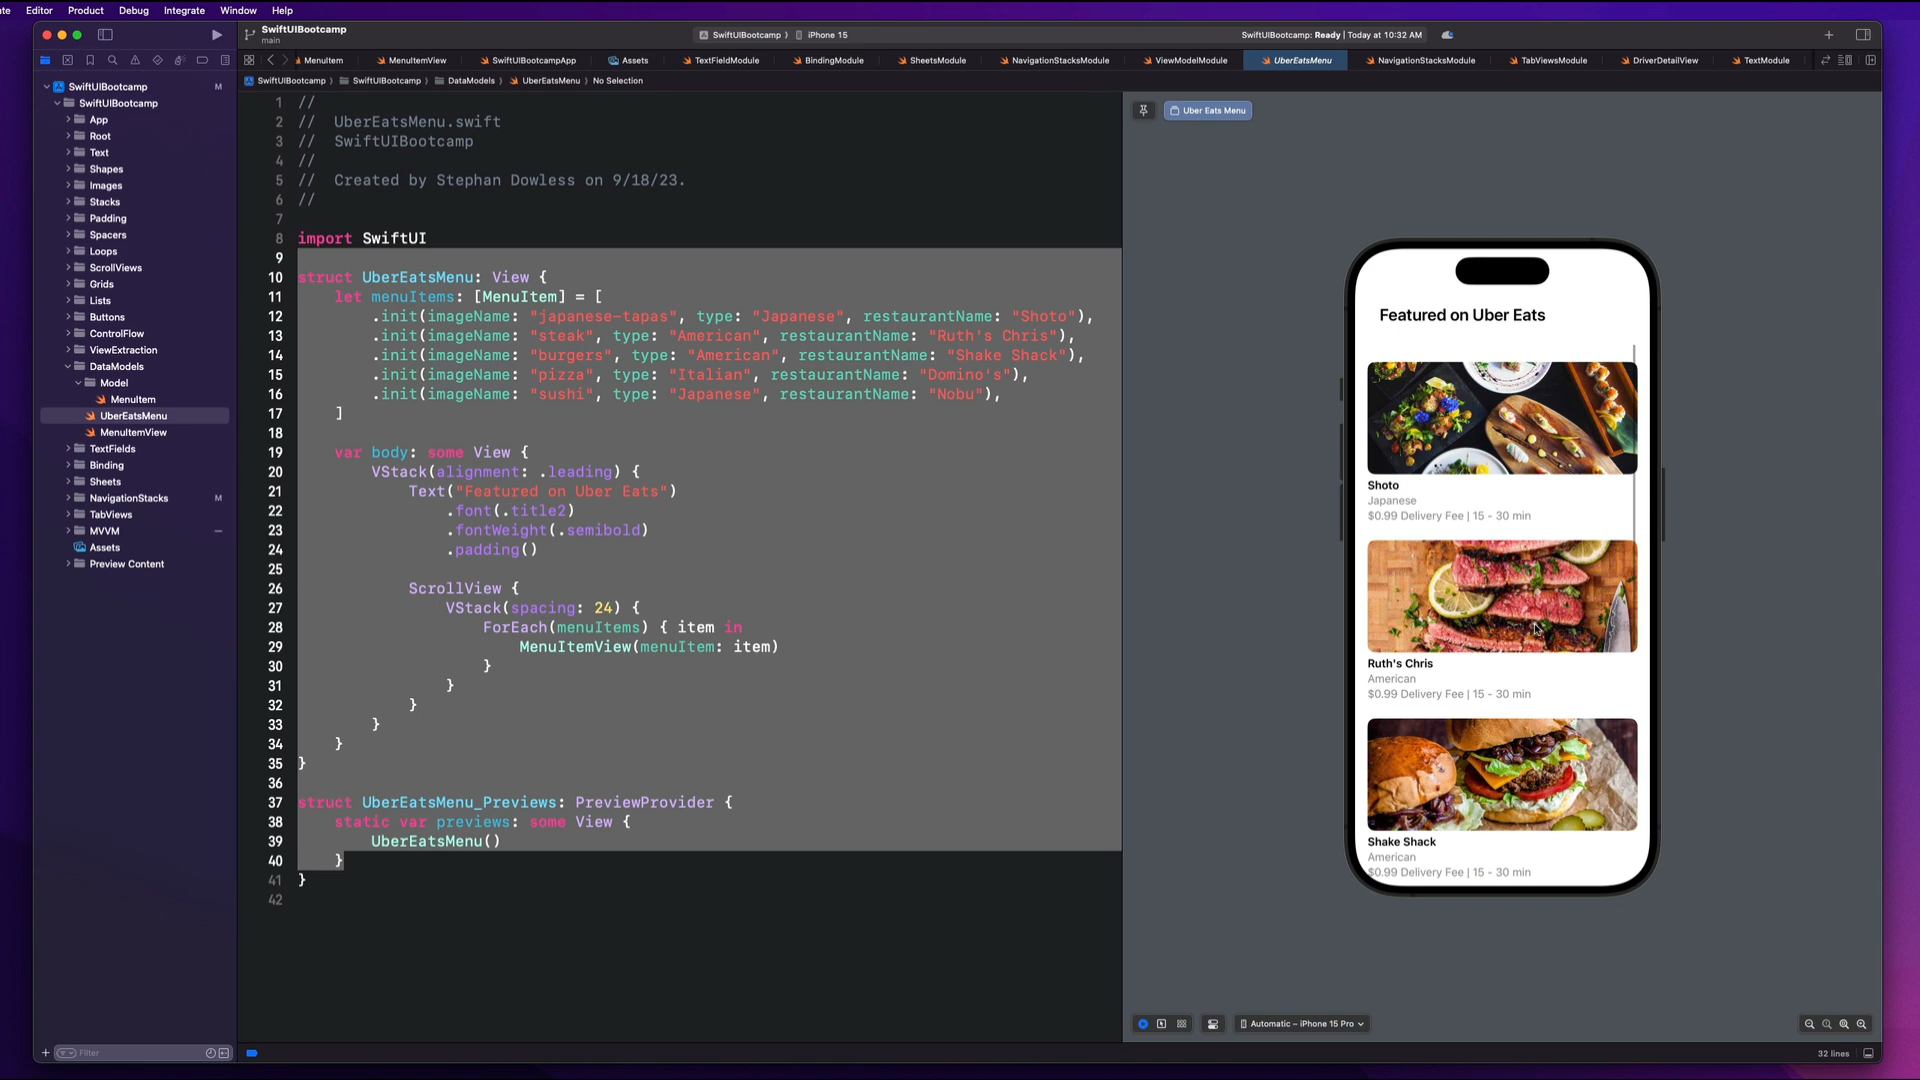 ate Editor Product Debug Integrate Window Help
SwiftUIBootcamp
main
SwiftUIBootcamp iPhone 15
SwiftUIBootcamp: Ready | Today at 10:32 AM
MenuItem MenuItemView SwiftUIBootcampApp Assets TextFieldModule BindingModule SheetsModule NavigationStacksModule ViewModelModule UberEatsMenu NavigationStacksModule TabViewsModule DriverDetailView TextModule
SwiftUIBootcamp SwiftUIBootcamp DataModels UberEatsMenu No Selection
SwiftUIBootcamp M
SwiftUIBootcamp
App
Root
Text
Shapes
Images
Stacks
Padding
Spacers
Loops
ScrollViews
Grids
Lists
Buttons
ControlFlow
ViewExtraction
DataModels
Model
MenuItem
UberEatsMenu
MenuItemView
TextFields
Binding
Sheets
NavigationStacks M
TabViews
MVVM
Assets
Preview Content
Filter
1 //
2 //  UberEatsMenu.swift
3 //  SwiftUIBootcamp
4 //
5 //  Created by Stephan Dowless on 9/18/23.
6 //
7
8 import SwiftUI
9
10 struct UberEatsMenu: View {
11     let menuItems: [MenuItem] = [
12         .init(imageName: "japanese-tapas", type: "Japanese", restaurantName: "Shoto"),
13         .init(imageName: "steak", type: "American", restaurantName: "Ruth's Chris"),
14         .init(imageName: "burgers", type: "American", restaurantName: "Shake Shack"),
15         .init(imageName: "pizza", type: "Italian", restaurantName: "Domino's"),
16         .init(imageName: "sushi", type: "Japanese", restaurantName: "Nobu"),
17     ]
18
19     var body: some View {
20         VStack(alignment: .leading) {
21             Text("Featured on Uber Eats")
22                 .font(.title2)
23                 .fontWeight(.semibold)
24                 .padding()
25
26             ScrollView {
27                 VStack(spacing: 24) {
28                     ForEach(menuItems) { item in
29                         MenuItemView(menuItem: item)
30                     }
31                 }
32             }
33         }
34     }
35 }
36
37 struct UberEatsMenu_Previews: PreviewProvider {
38     static var previews: some View {
39         UberEatsMenu()
40     }
41 }
42
Uber Eats Menu
Featured on Uber Eats
Shoto
Japanese
$0.99 Delivery Fee | 15 - 30 min
Ruth's Chris
American
$0.99 Delivery Fee | 15 - 30 min
Shake Shack
American
$0.99 Delivery Fee | 15 - 30 min
Automatic – iPhone 15 Pro
32 lines